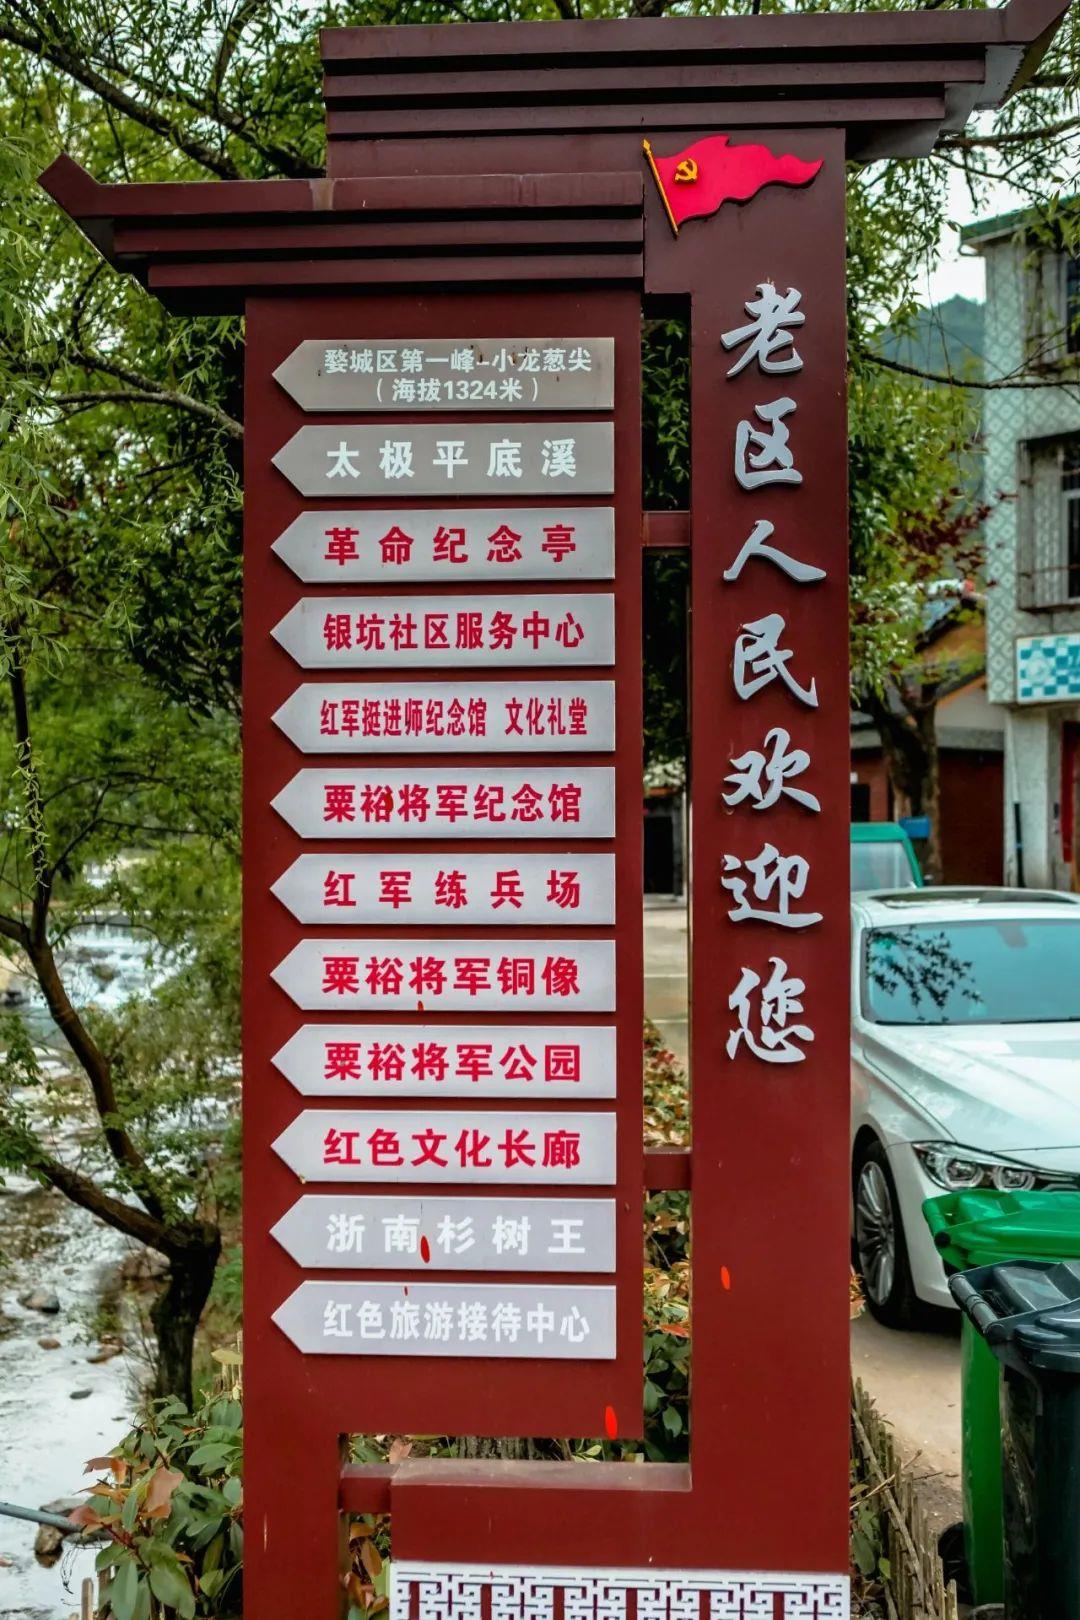 婺城区第一峰-小龙葱尖
（海拔1324米）
太极平底溪
革命纪念亭
银坑社区服务中心
红军挺进师纪念馆 文化礼堂
粟裕将军纪念馆
红军练兵场
粟裕将军铜像
粟裕将军公园
红色文化长廊
浙南杉树王
红色旅游接待中心
老区人民欢迎您